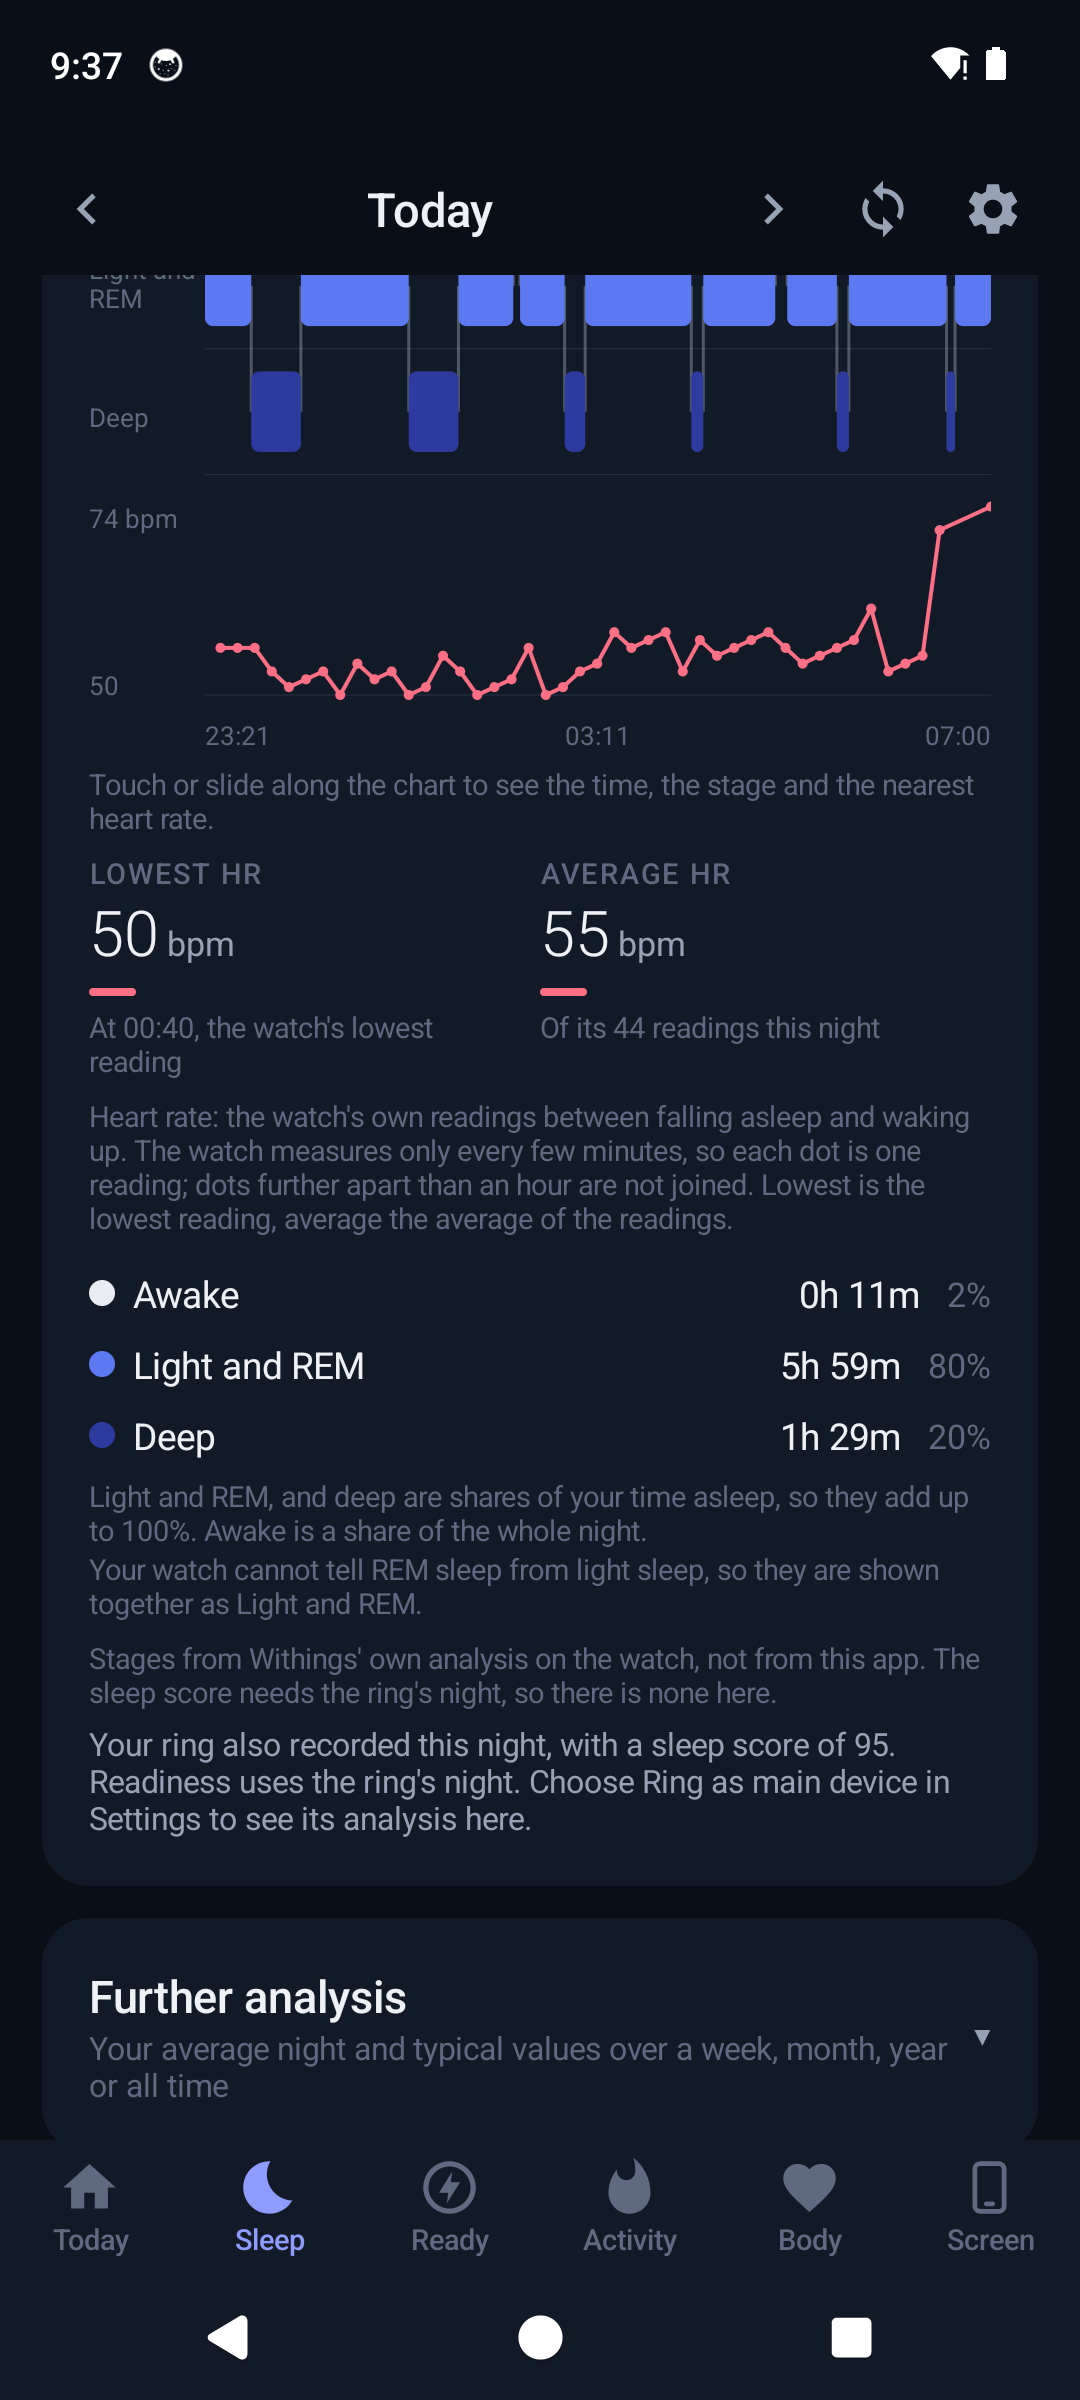 9:37
Today
Light and
REM
Deep
74 bpm
50
23:21
03:11
07:00
Touch or slide along the chart to see the time, the stage and the nearest
heart rate.
LOWEST HR
AVERAGE HR
50 bpm
55 bpm
At 00:40, the watch's lowest
reading
Of its 44 readings this night
Heart rate: the watch's own readings between falling asleep and waking
up. The watch measures only every few minutes, so each dot is one
reading; dots further apart than an hour are not joined. Lowest is the
lowest reading, average the average of the readings.
Awake 0h 11m 2%
Light and REM 5h 59m 80%
Deep 1h 29m 20%
Light and REM, and deep are shares of your time asleep, so they add up
to 100%. Awake is a share of the whole night.
Your watch cannot tell REM sleep from light sleep, so they are shown
together as Light and REM.
Stages from Withings' own analysis on the watch, not from this app. The
sleep score needs the ring's night, so there is none here.
Your ring also recorded this night, with a sleep score of 95.
Readiness uses the ring's night. Choose Ring as main device in
Settings to see its analysis here.
Further analysis
Your average night and typical values over a week, month, year
or all time
Today
Sleep
Ready
Activity
Body
Screen